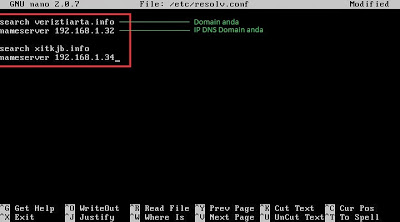 GNU nano 2.0.7 File: /etc/resolv.conf Modified
search veriztiarta.info Domain anda
nameserver 192.168.1.32 IP DNS Domain anda
search xitkjb.info
nameserver 192.168.1.34_
^G Get Help ^O WriteOut ^R Read File ^Y Prev Page ^K Cut Text ^C Cur Pos
^X Exit ^J Justify ^W Where Is ^V Next Page ^U UnCut Text ^T To Spell